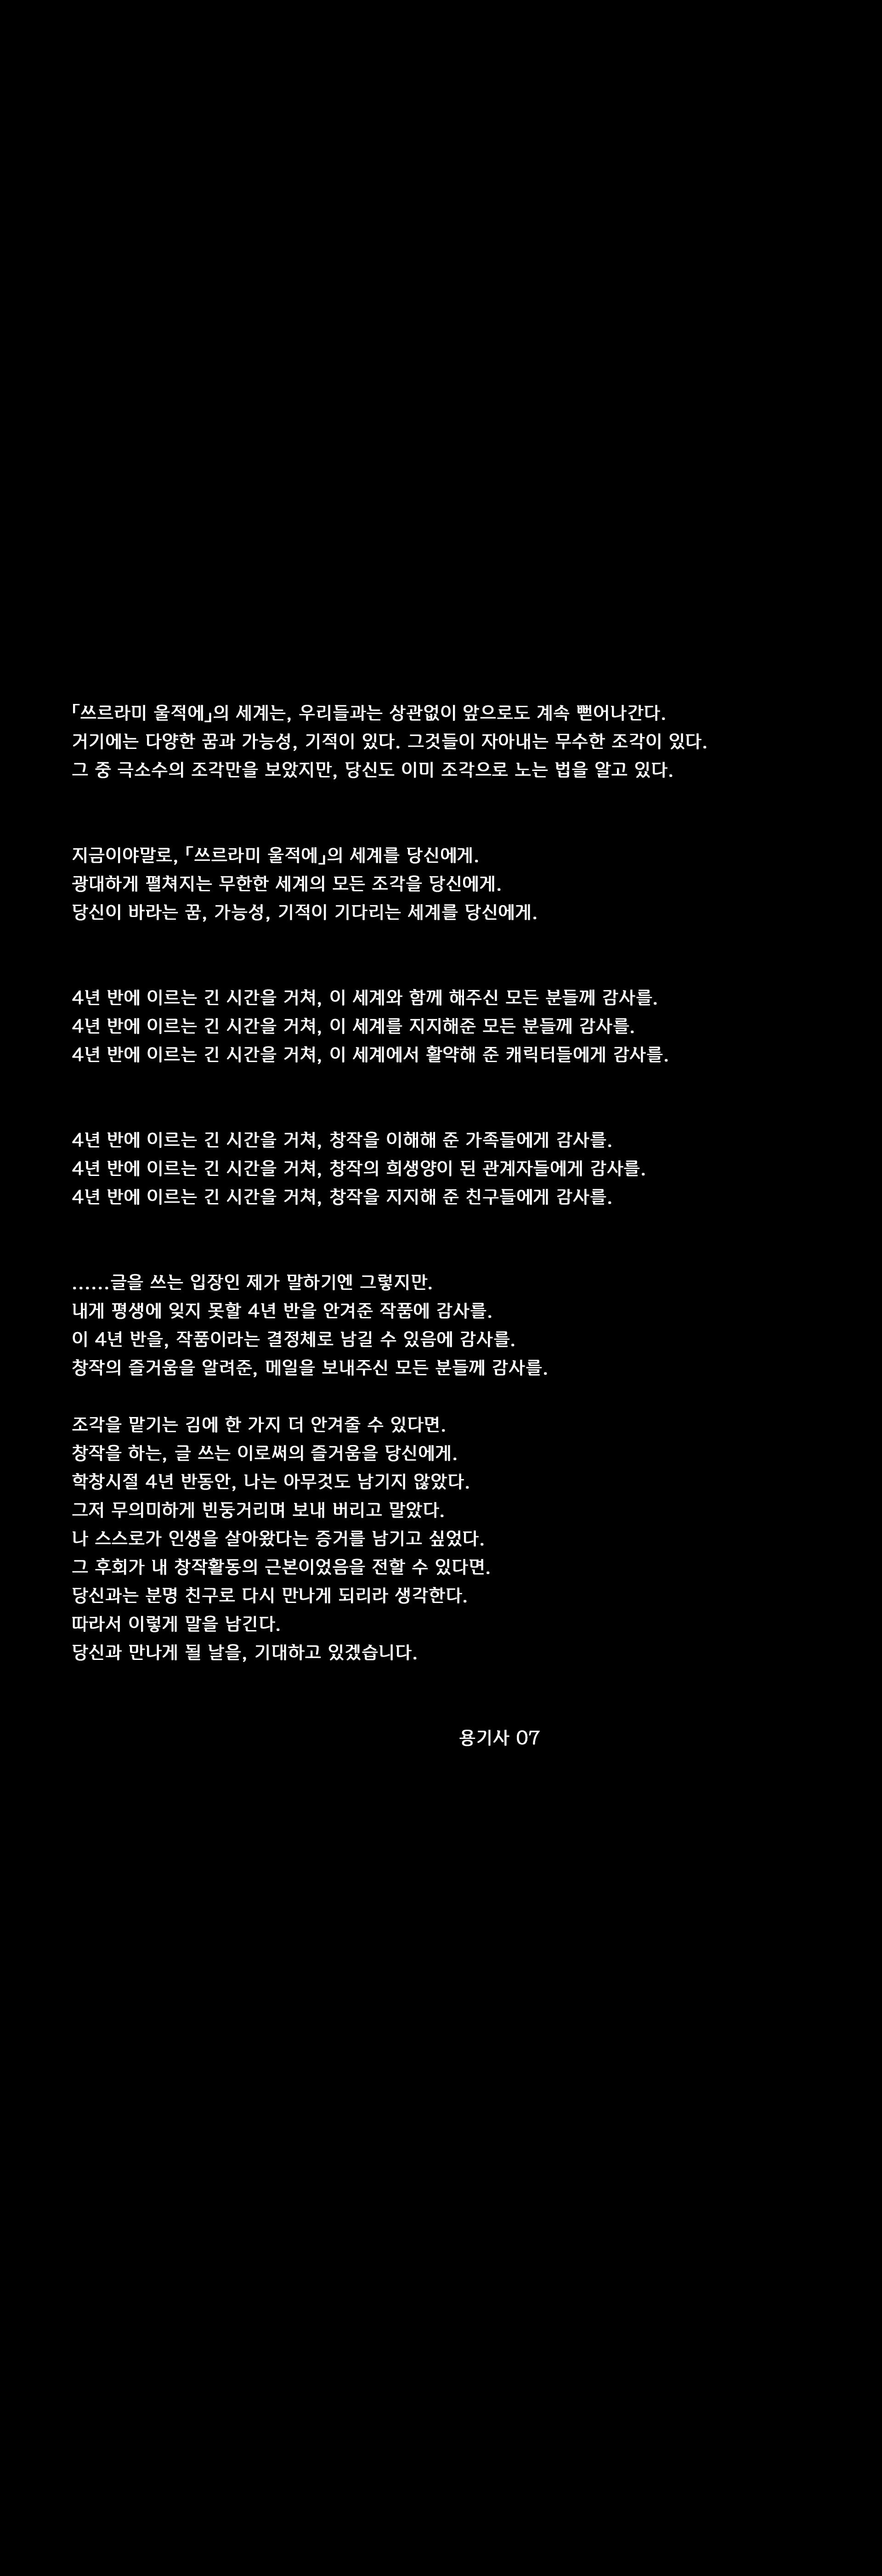 「쓰르라미 울적에」의 세계는, 우리들과는 상관없이 앞으로도 계속 뻗어나간다.
거기에는 다양한 꿈과 가능성, 기적이 있다. 그것들이 자아내는 무수한 조각이 있다.
그 중 극소수의 조각만을 보았지만, 당신도 이미 조각으로 노는 법을 알고 있다.
지금이야말로, 「쓰르라미 울적에」의 세계를 당신에게.
광대하게 펼쳐지는 무한한 세계의 모든 조각을 당신에게.
당신이 바라는 꿈, 가능성, 기적이 기다리는 세계를 당신에게.
4년 반에 이르는 긴 시간을 거쳐, 이 세계와 함께 해주신 모든 분들께 감사를.
4년 반에 이르는 긴 시간을 거쳐, 이 세계를 지지해준 모든 분들께 감사를.
4년 반에 이르는 긴 시간을 거쳐, 이 세계에서 활약해 준 캐릭터들에게 감사를.
4년 반에 이르는 긴 시간을 거쳐, 창작을 이해해 준 가족들에게 감사를.
4년 반에 이르는 긴 시간을 거쳐, 창작의 희생양이 된 관계자들에게 감사를.
4년 반에 이르는 긴 시간을 거쳐, 창작을 지지해 준 친구들에게 감사를.
......글을 쓰는 입장인 제가 말하기엔 그렇지만.
내게 평생에 잊지 못할 4년 반을 안겨준 작품에 감사를.
이 4년 반을, 작품이라는 결정체로 남길 수 있음에 감사를.
창작의 즐거움을 알려준, 메일을 보내주신 모든 분들께 감사를.
조각을 맡기는 김에 한 가지 더 안겨줄 수 있다면.
창작을 하는, 글 쓰는 이로써의 즐거움을 당신에게.
학창시절 4년 반동안, 나는 아무것도 남기지 않았다.
그저 무의미하게 빈둥거리며 보내 버리고 말았다.
나 스스로가 인생을 살아왔다는 증거를 남기고 싶었다.
그 후회가 내 창작활동의 근본이었음을 전할 수 있다면.
당신과는 분명 친구로 다시 만나게 되리라 생각한다.
따라서 이렇게 말을 남긴다.
당신과 만나게 될 날을, 기대하고 있겠습니다.
용기사 07